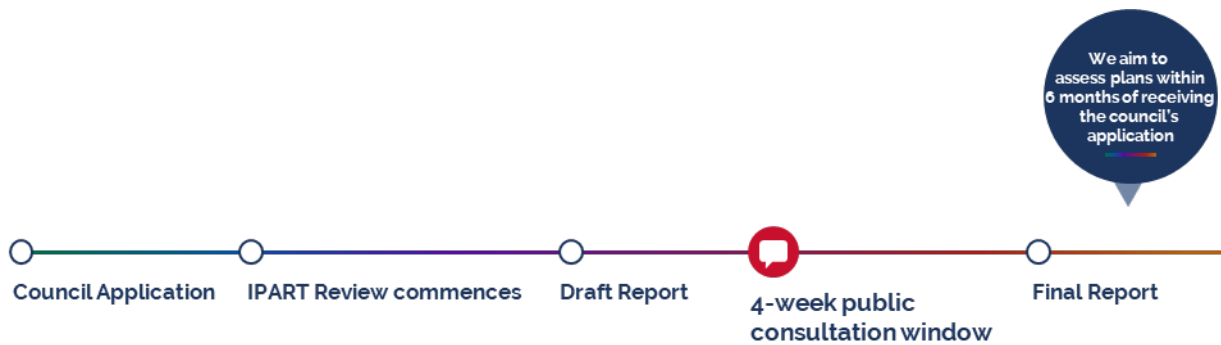 We aim to
assess plans within
6 months of receiving
the council's
application
Council Application
IPART Review commences
Draft Report
4-week public
consultation window
Final Report